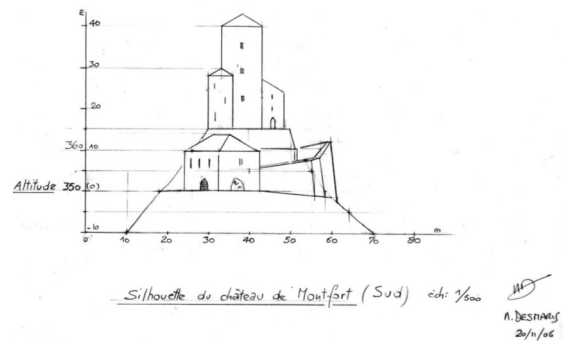 E
40
30
20
360 10
Altitude 350 (0)
-10
0 10 20 30 40 50 60 70 80 m
Silhouette du château de Montfort (Sud) éch: 1/500
A. DESMARIS
20/11/06